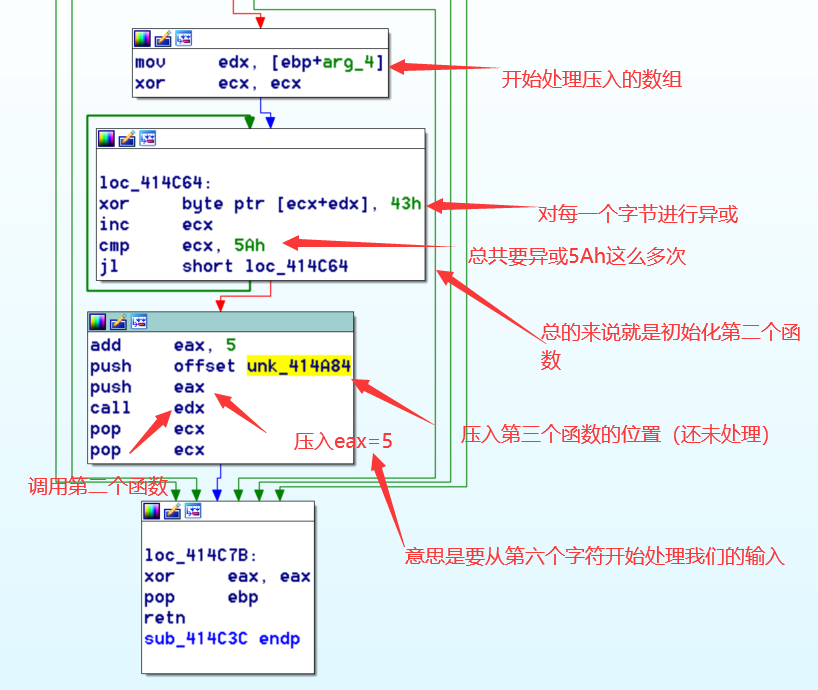 mov     edx, [ebp+arg_4]
xor     ecx, ecx
开始处理压入的数组
loc_414C64:
xor     byte ptr [ecx+edx], 43h
inc     ecx
cmp     ecx, 5Ah
jl      short loc_414C64
对每一个字节进行异或
总共要异或5Ah这么多次
总的来说就是初始化第二个函
数
add     eax, 5
push    offset unk_414A84
push    eax
call    edx
pop     ecx
pop     ecx
压入eax=5
压入第三个函数的位置（还未处理）
调用第二个函数
意思是要从第六个字符开始处理我们的输入
loc_414C7B:
xor     eax, eax
pop     ebp
retn
sub_414C3C endp